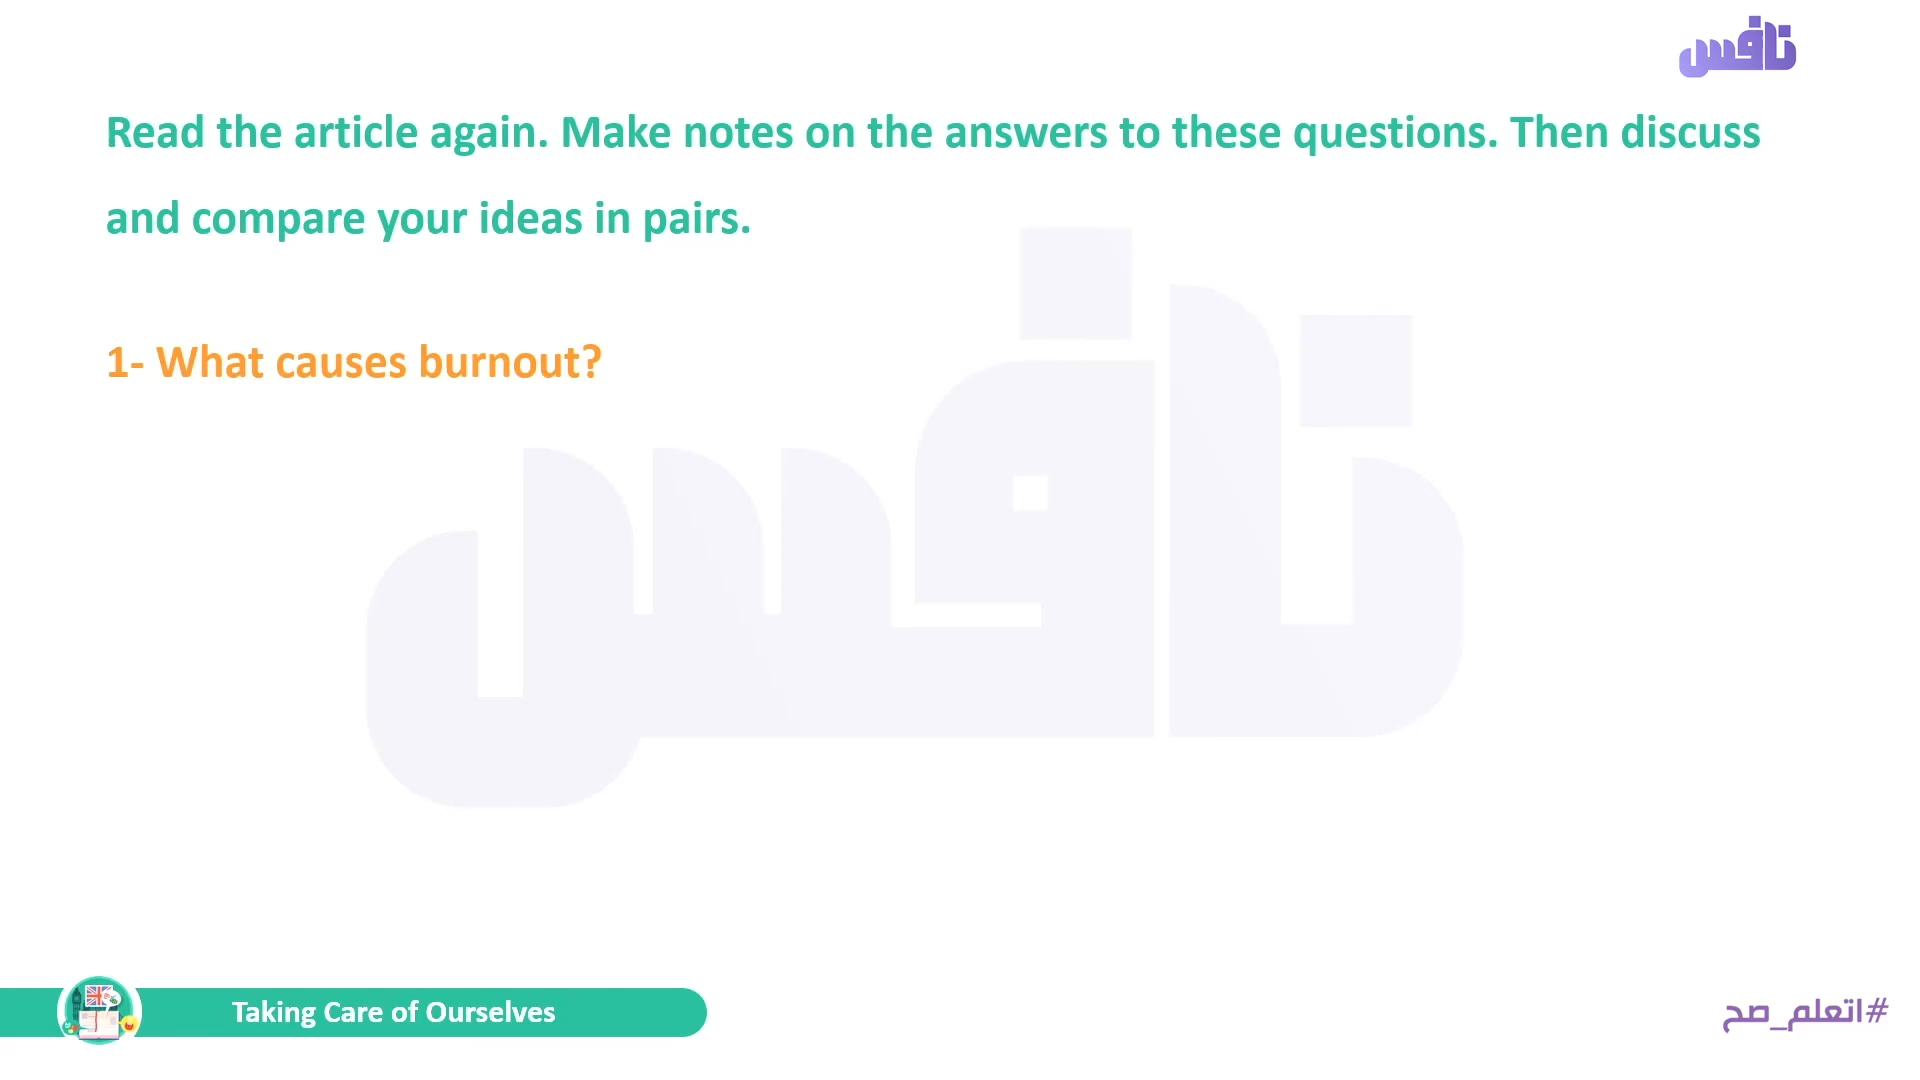 نافس
Read the article again. Make notes on the answers to these questions. Then discuss
and compare your ideas in pairs.
1- What causes burnout?
نافس
Taking Care of Ourselves
#اتعلم_صح